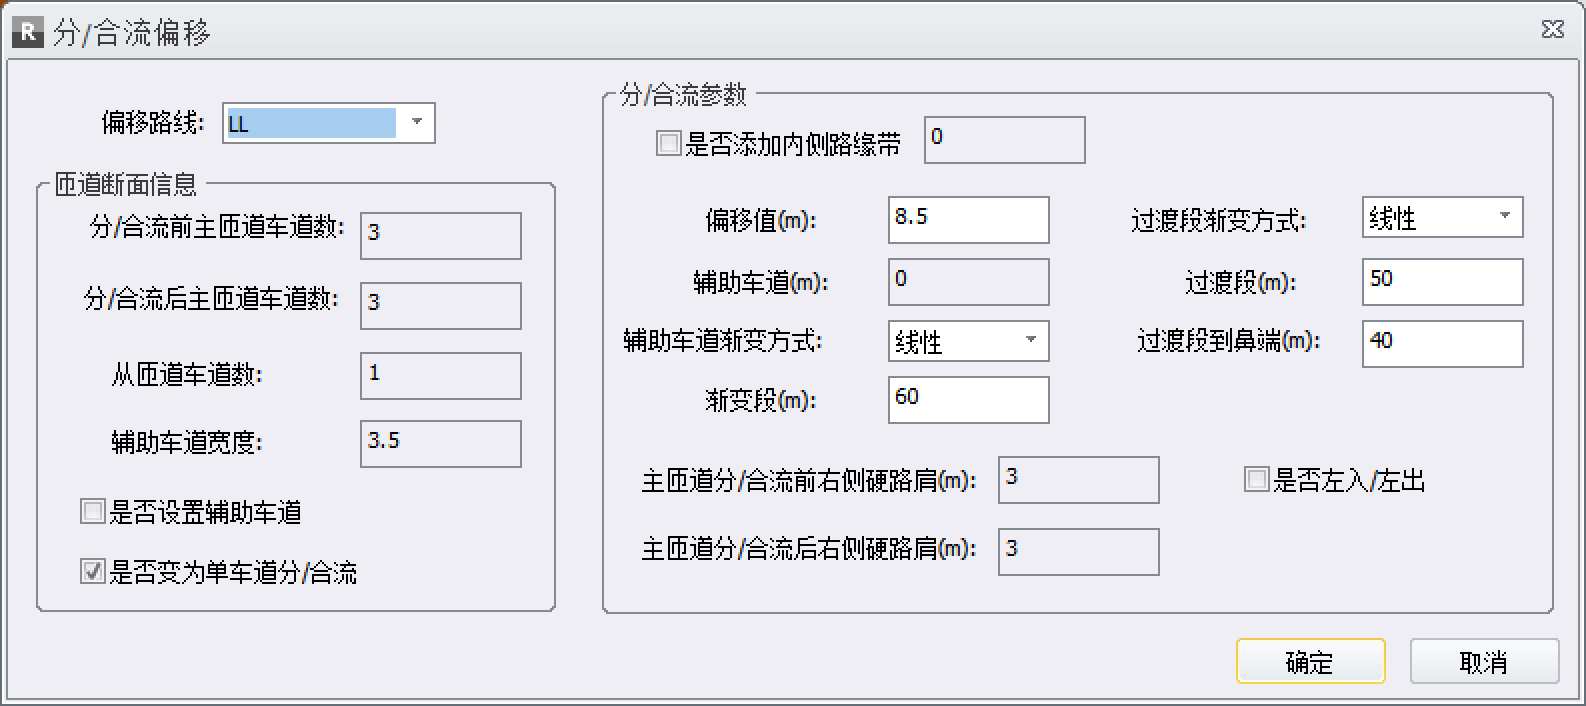 R 分/合流偏移
偏移路线: LL
匝道断面信息
分/合流前主匝道车道数: 3
分/合流后主匝道车道数: 3
从匝道车道数: 1
辅助车道宽度: 3.5
是否设置辅助车道
是否变为单车道分/合流
分/合流参数
是否添加内侧路缘带 0
偏移值(m): 8.5 过渡段渐变方式: 线性
辅助车道(m): 0 过渡段(m): 50
辅助车道渐变方式: 线性 过渡段到鼻端(m): 40
渐变段(m): 60
主匝道分/合流前右侧硬路肩(m): 3 是否左入/左出
主匝道分/合流后右侧硬路肩(m): 3
确定 取消